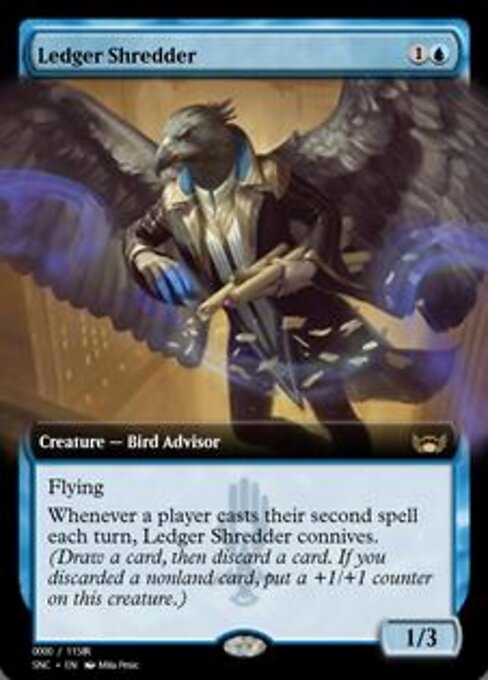 Ledger Shredder 1
Creature — Bird Advisor
Flying
Whenever a player casts their second spell
each turn, Ledger Shredder connives.
(Draw a card, then discard a card. If you
discarded a nonland card, put a +1/+1 counter
on this creature.)
1/3
SNC • EN Mila Pesic